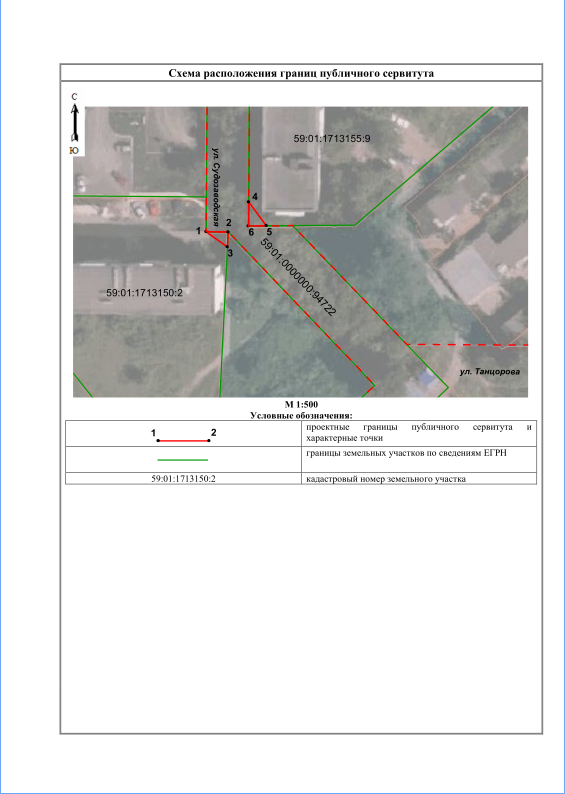 Схема расположения границ публичного сервитута
С
Ю
59:01:1713155:9
ул. Судозаводская
4
1
2
6
5
3
59:01:0000000:94722
59:01:1713150:2
ул. Танцорова
М 1:500
Условные обозначения:
1 2
проектные границы публичного сервитута и
характерные точки
границы земельных участков по сведениям ЕГРН
59:01:1713150:2
кадастровый номер земельного участка